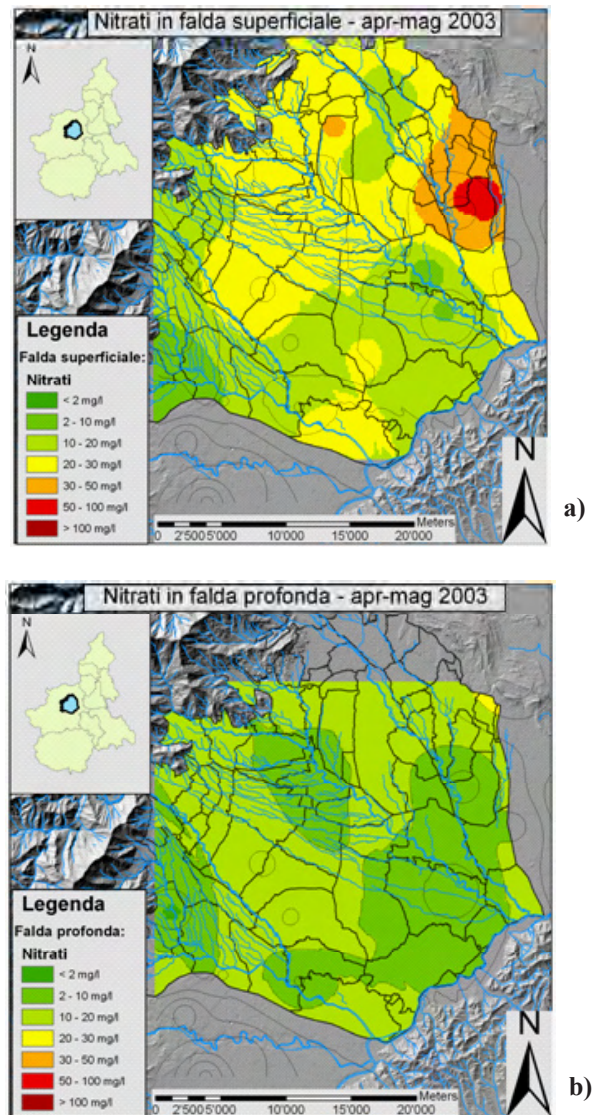 Nitrati in falda superficiale - apr-mag 2003
N
Legenda
Falda superficiale:
Nitrati
< 2 mg/l
2 - 10 mg/l
10 - 20 mg/l
20 - 30 mg/l
30 - 50 mg/l
50 - 100 mg/l
> 100 mg/l
N
Meters
0 2'500 5'000 10'000 15'000 20'000
a)
Nitrati in falda profonda - apr-mag 2003
N
Legenda
Falda profonda:
Nitrati
< 2 mg/l
2 - 10 mg/l
10 - 20 mg/l
20 - 30 mg/l
30 - 50 mg/l
50 - 100 mg/l
> 100 mg/l
N
Meters
0 2'500 5'000 10'000 15'000 20'000
b)